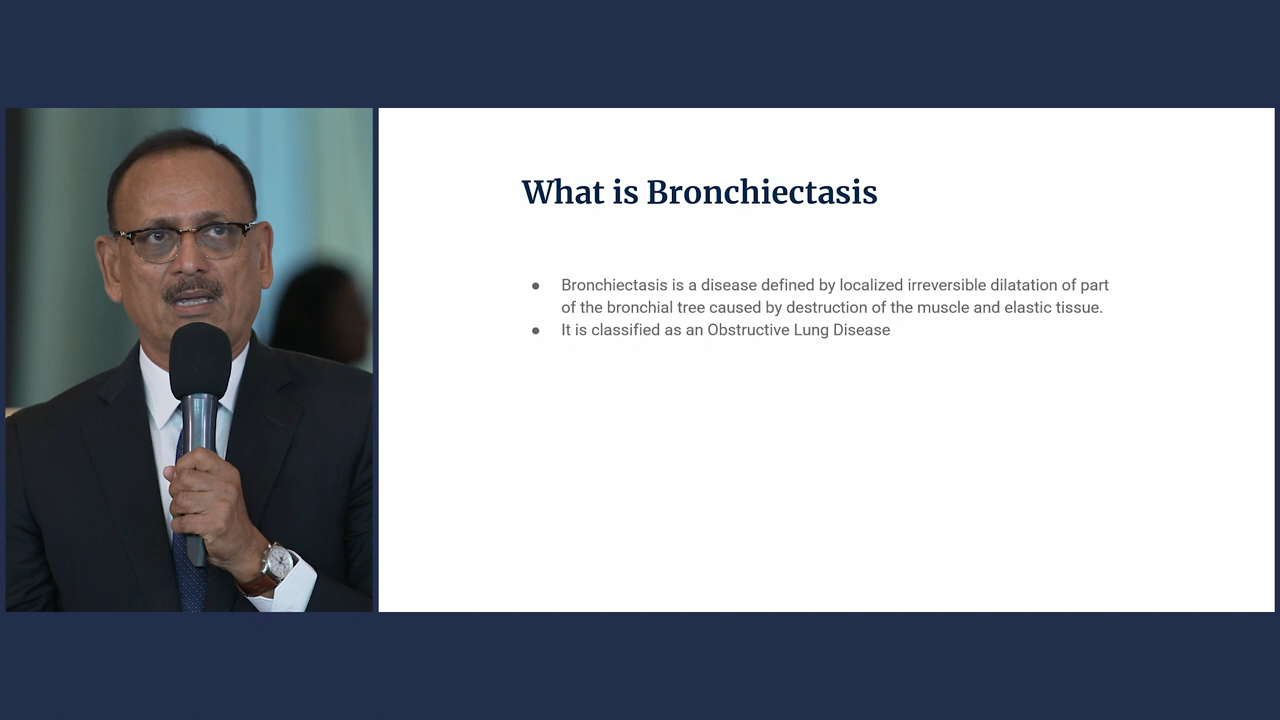 What is Bronchiectasis
● Bronchiectasis is a disease defined by localized irreversible dilatation of part
of the bronchial tree caused by destruction of the muscle and elastic tissue.
● It is classified as an Obstructive Lung Disease